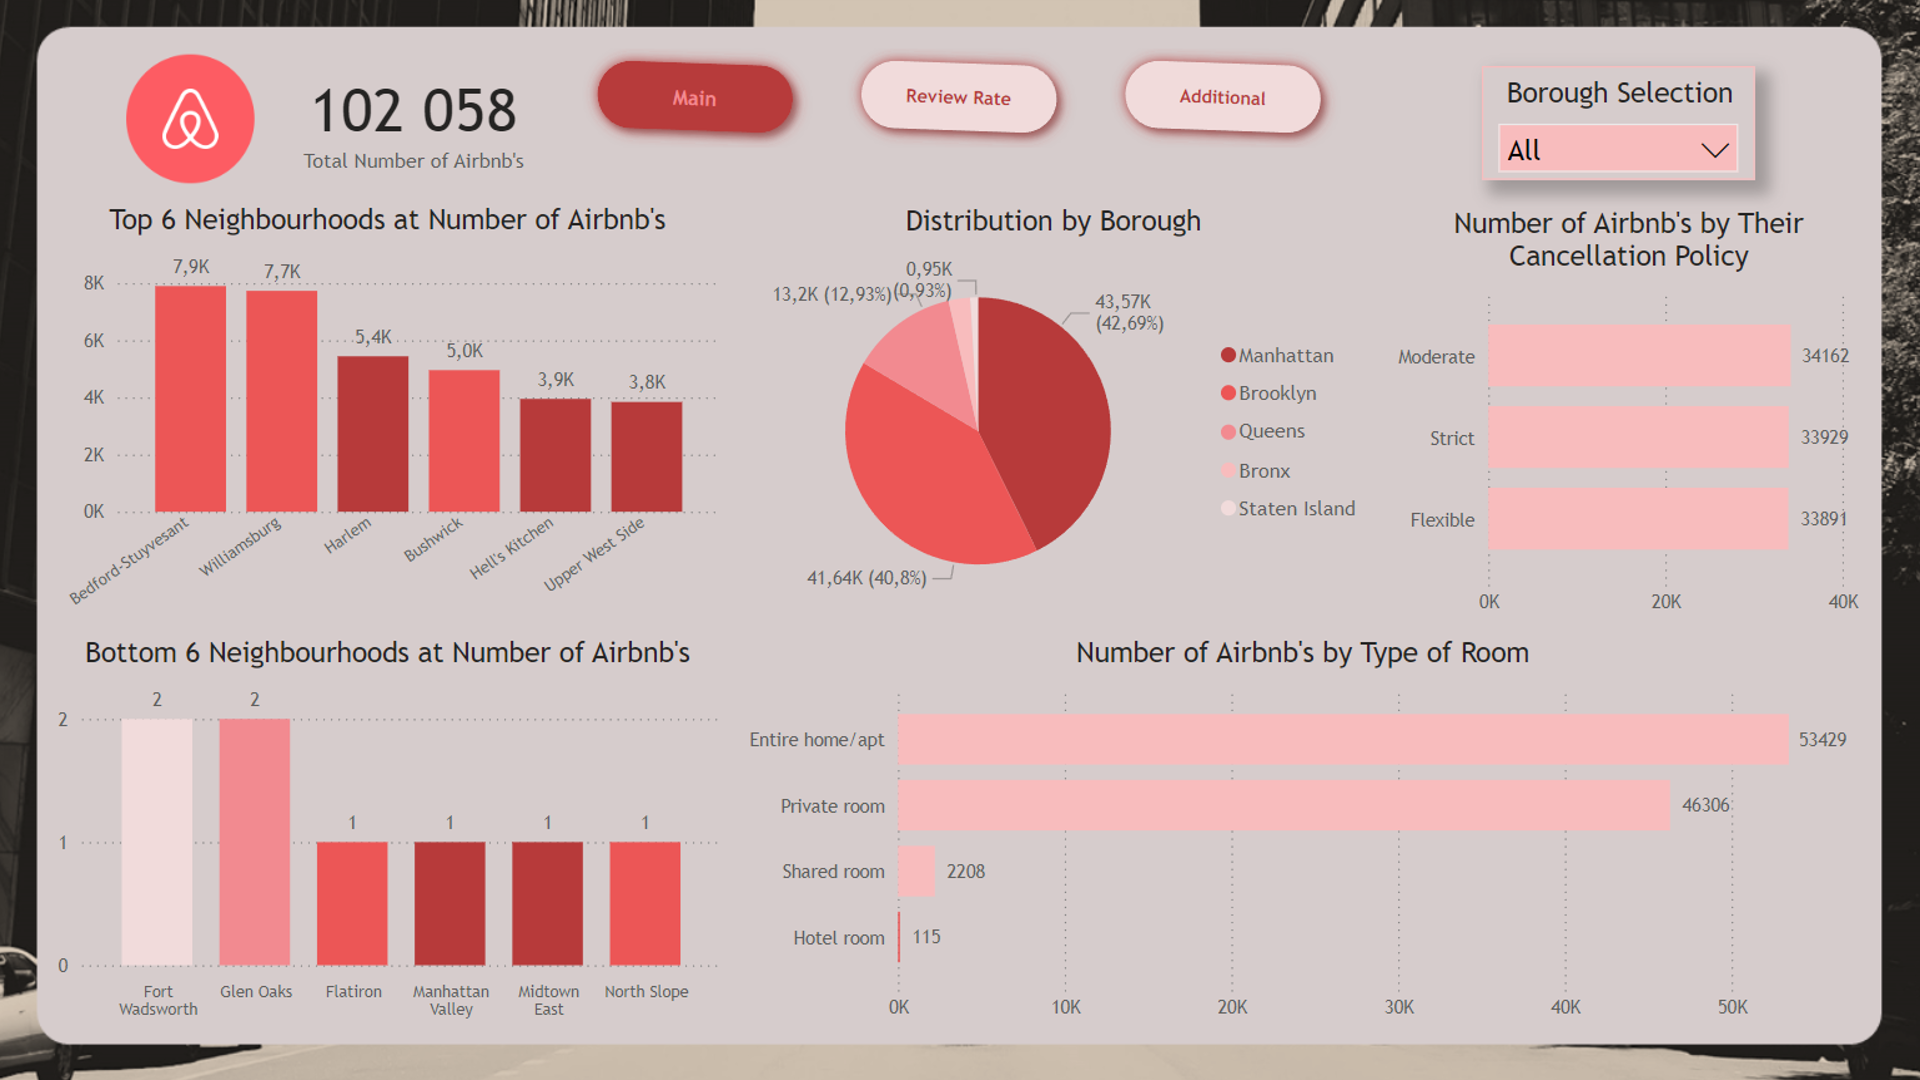 102 058
Total Number of Airbnb's
Main
Review Rate
Additional
Borough Selection
All
Top 6 Neighbourhoods at Number of Airbnb's
8K
6K
4K
2K
0K
7,9K
7,7K
5,4K
5,0K
3,9K
3,8K
Bedford-Stuyvesant
Williamsburg
Harlem
Bushwick
Hell's Kitchen
Upper West Side
Distribution by Borough
0,95K
(0,93%)
13,2K (12,93%)
43,57K
(42,69%)
41,64K (40,8%)
Manhattan
Brooklyn
Queens
Bronx
Staten Island
Number of Airbnb's by Their
Cancellation Policy
Moderate
34162
Strict
33929
Flexible
33891
0K
20K
40K
Bottom 6 Neighbourhoods at Number of Airbnb's
2
1
0
2
2
1
1
1
1
Fort
Wadsworth
Glen Oaks
Flatiron
Manhattan
Valley
Midtown
East
North Slope
Number of Airbnb's by Type of Room
Entire home/apt
53429
Private room
46306
Shared room
2208
Hotel room
115
0K
10K
20K
30K
40K
50K